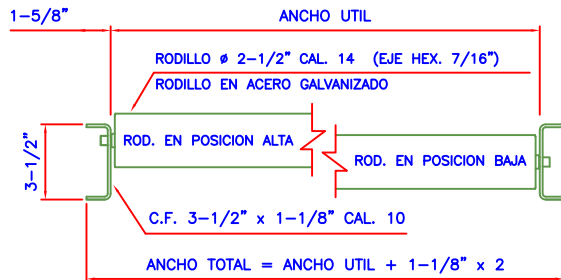 1-5/8" ANCHO UTIL
RODILLO ø 2-1/2" CAL. 14 (EJE HEX. 7/16")
RODILLO EN ACERO GALVANIZADO
3-1/2"
ROD. EN POSICION ALTA
ROD. EN POSICION BAJA
C.F. 3-1/2" x 1-1/8" CAL. 10
ANCHO TOTAL = ANCHO UTIL + 1-1/8" x 2